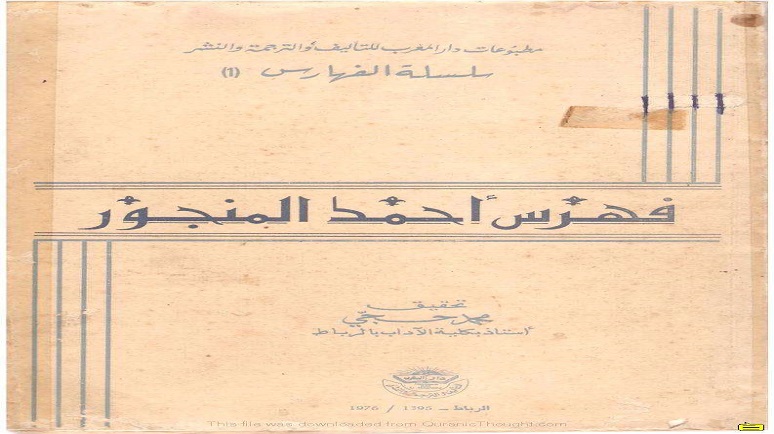 مطبوعات دار المغرب للتأليف والترجمة والنشر
سلسلة الفهارس (1)
فهرس أحمد المنجور
تحقيق
محمد حجي
أستاذ بكلية الآداب بالرباط
الرباط - 1395 / 1976
This file was downloaded from QuranicThought.com